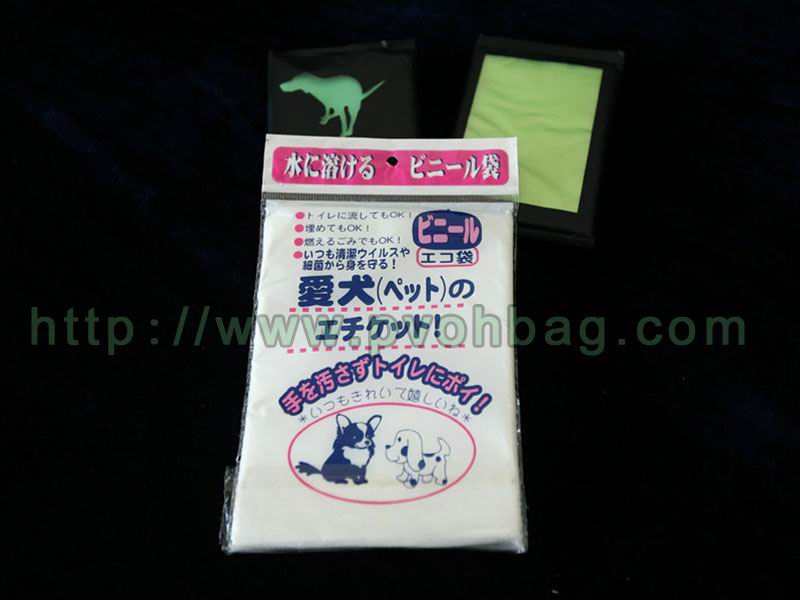 水に溶ける ビニール袋
●トイレに流してもOK!
●埋めてもOK!
●燃えるごみでもOK!
●いつも清潔ウイルスや
細菌から身を守る!
ビニール
エコ袋
愛犬(ペット)の
エチケット!
http://www.pvohbag.com
手を汚さずトイレにポイ!
*いつもきれいで嬉しいね*